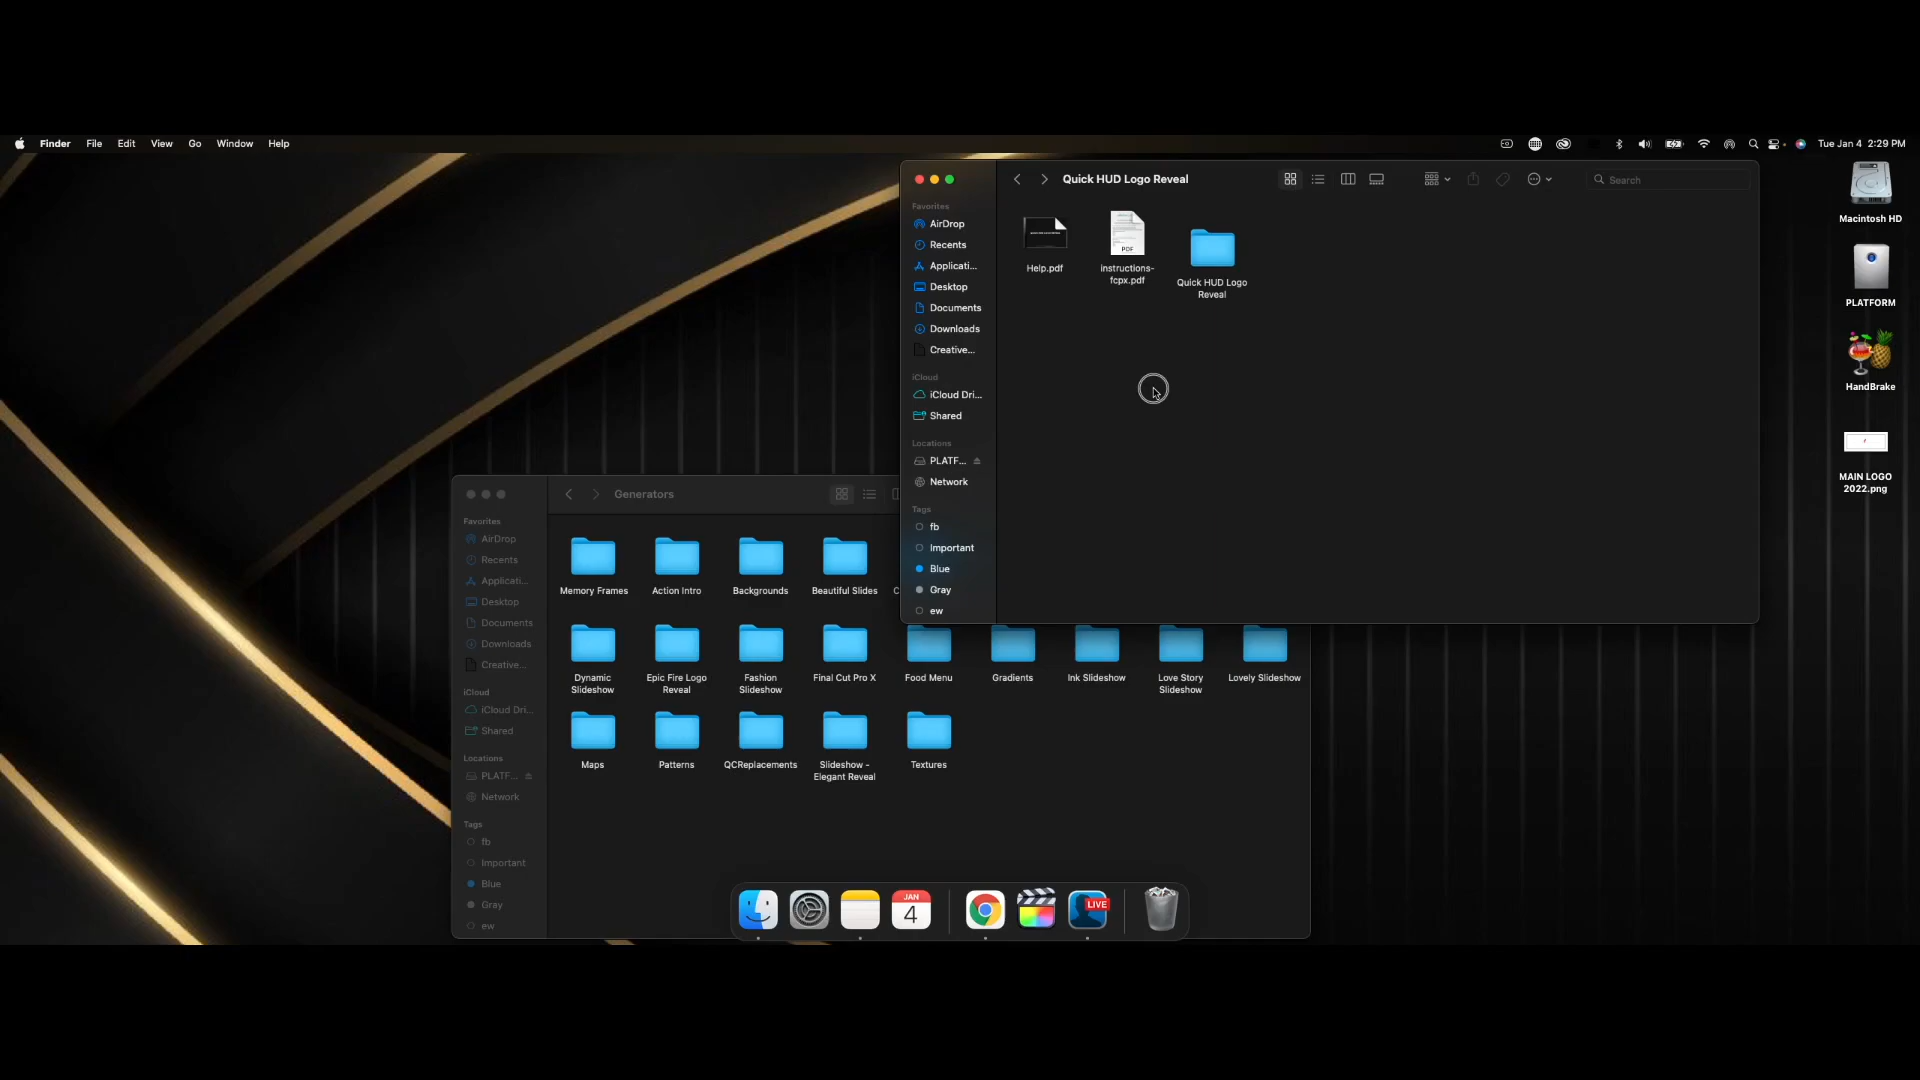 Finder File Edit View Go Window Help
Tue Jan 4 2:29 PM
Quick HUD Logo Reveal
Search
Favorites
AirDrop
Recents
Applicati...
Desktop
Documents
Downloads
Creative...
iCloud
iCloud Dri...
Shared
Locations
PLATF...
Network
Tags
fb
Important
Blue
Gray
ew
Help.pdf
PDF
instructions-
fcpx.pdf
Quick HUD Logo
Reveal
Macintosh HD
PLATFORM
HandBrake
MAIN LOGO
2022.png
Generators
Favorites
AirDrop
Recents
Applicati...
Desktop
Documents
Downloads
Creative...
iCloud
iCloud Dri...
Shared
Locations
PLATF...
Network
Tags
fb
Important
Blue
Gray
ew
Memory Frames
Action Intro
Backgrounds
Beautiful Slides
C
Dynamic
Slideshow
Epic Fire Logo
Reveal
Fashion
Slideshow
Final Cut Pro X
Food Menu
Gradients
Ink Slideshow
Love Story
Slideshow
Lovely Slideshow
Maps
Patterns
QCReplacements
Slideshow -
Elegant Reveal
Textures
JAN
4
LIVE